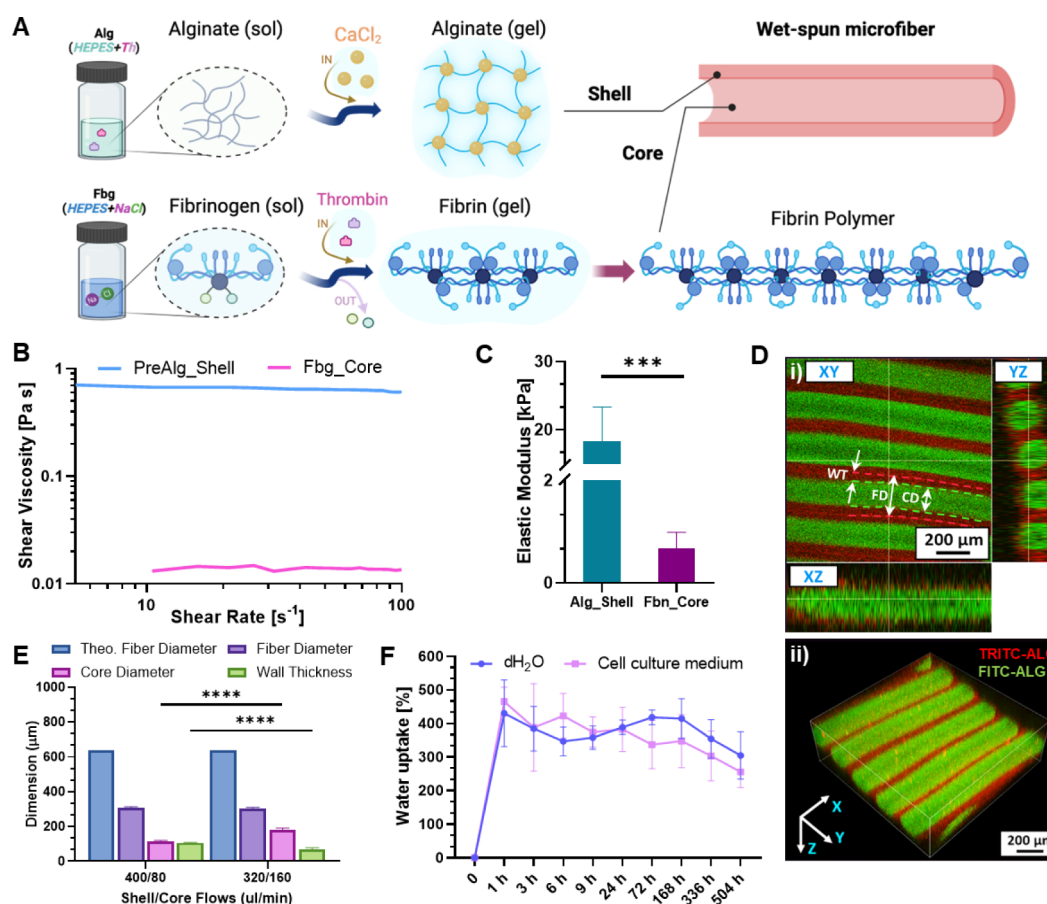 A
Alg
(HEPES+Th)
Alginate (sol)
CaCl2
IN
Alginate (gel)
Wet-spun microfiber
Shell
Core
Fbg
(HEPES+NaCl)
Fibrinogen (sol)
Thrombin
IN
OUT
Fibrin (gel)
Fibrin Polymer
B
PreAlg_Shell
Fbg_Core
Shear Viscosity [Pa s]
1
0.1
0.01
10
100
Shear Rate [s-1]
C
***
Elastic Modulus [kPa]
30
20
2
0
Alg_Shell
Fbn_Core
D
i)
XY
YZ
WT
FD
CD
200 µm
XZ
ii)
TRITC-ALG
FITC-ALG
X
Y
Z
200 µm
E
Theo. Fiber Diameter
Fiber Diameter
Core Diameter
Wall Thickness
Dimension (µm)
1000
800
600
400
200
0
****
****
400/80
320/160
Shell/Core Flows (ul/min)
F
dH2O
Cell culture medium
Water uptake [%]
600
500
400
300
200
100
0
0
1 h
3 h
6 h
9 h
24 h
72 h
168 h
336 h
504 h